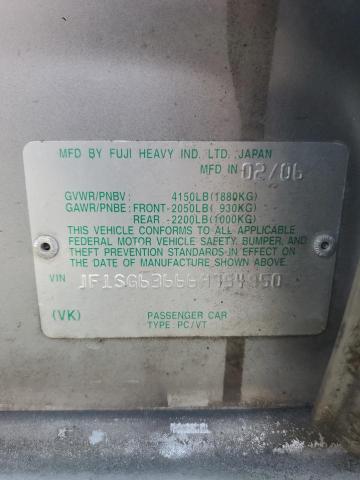 MFD BY FUJI HEAVY IND. LTD. JAPAN
MFD IN 02/06
GVWR/PNBV: 4150LB(1880KG)
GAWR/PNBE: FRONT-2050LB( 930KG)
REAR -2200LB(1000KG)
THIS VEHICLE CONFORMS TO ALL APPLICABLE
FEDERAL MOTOR VEHICLE SAFETY, BUMPER, AND
THEFT PREVENTION STANDARDS IN EFFECT ON THE
DATE OF MANUFACTURE SHOWN ABOVE.
VIN
(VK) PASSENGER CAR
TYPE PC/VT